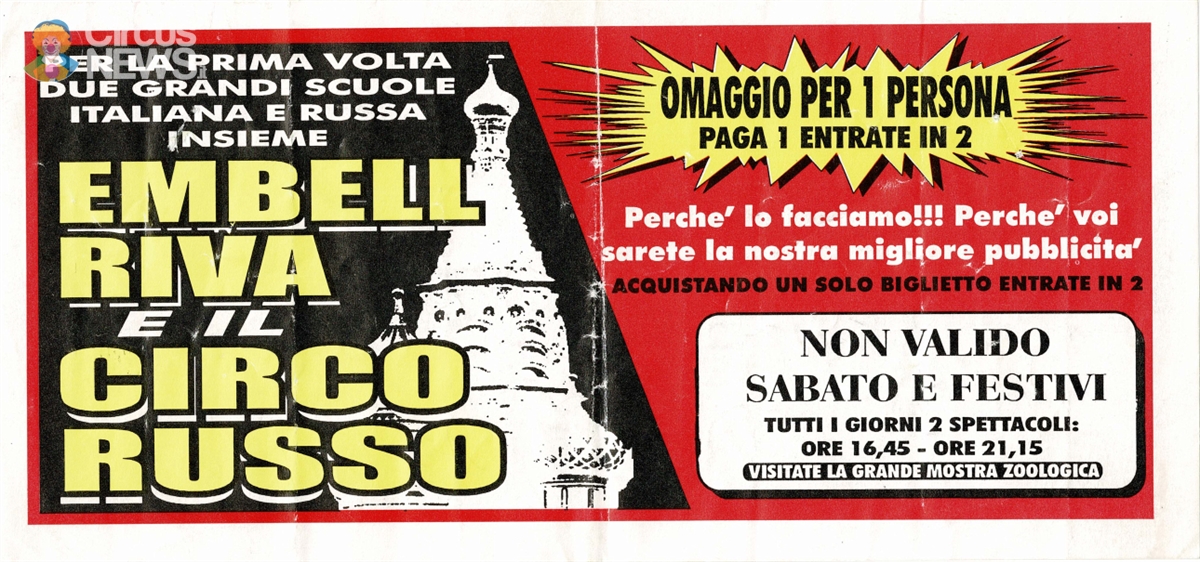 Circus
NEWS.it
PER LA PRIMA VOLTA
DUE GRANDI SCUOLE
ITALIANA E RUSSA
INSIEME
EMBELL
RIVA
E IL
CIRCO
RUSSO
OMAGGIO PER 1 PERSONA
PAGA 1 ENTRATE IN 2
Perche' lo facciamo!!! Perche' voi
sarete la nostra migliore pubblicita'
ACQUISTANDO UN SOLO BIGLIETTO ENTRATE IN 2
NON VALIDO
SABATO E FESTIVI
TUTTI I GIORNI 2 SPETTACOLI:
ORE 16,45 - ORE 21,15
VISITATE LA GRANDE MOSTRA ZOOLOGICA